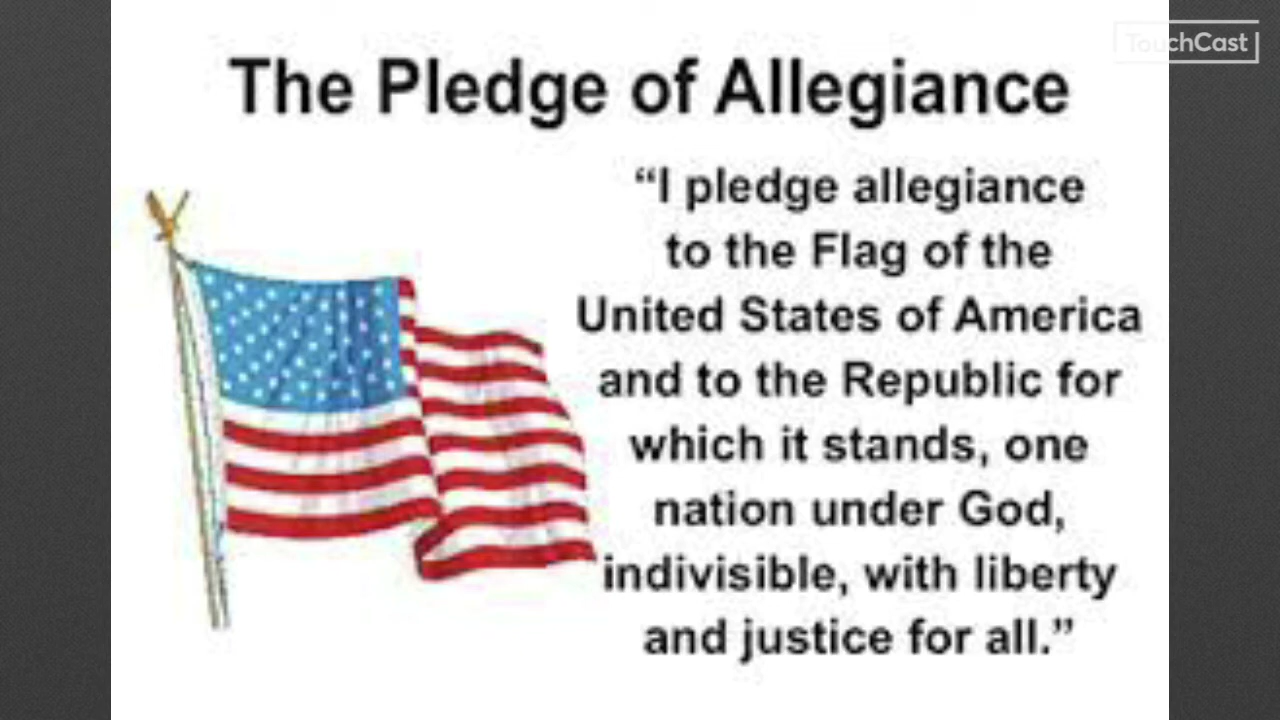 TouchCast
The Pledge of Allegiance
“I pledge allegiance
to the Flag of the
United States of America
and to the Republic for
which it stands, one
nation under God,
indivisible, with liberty
and justice for all.”